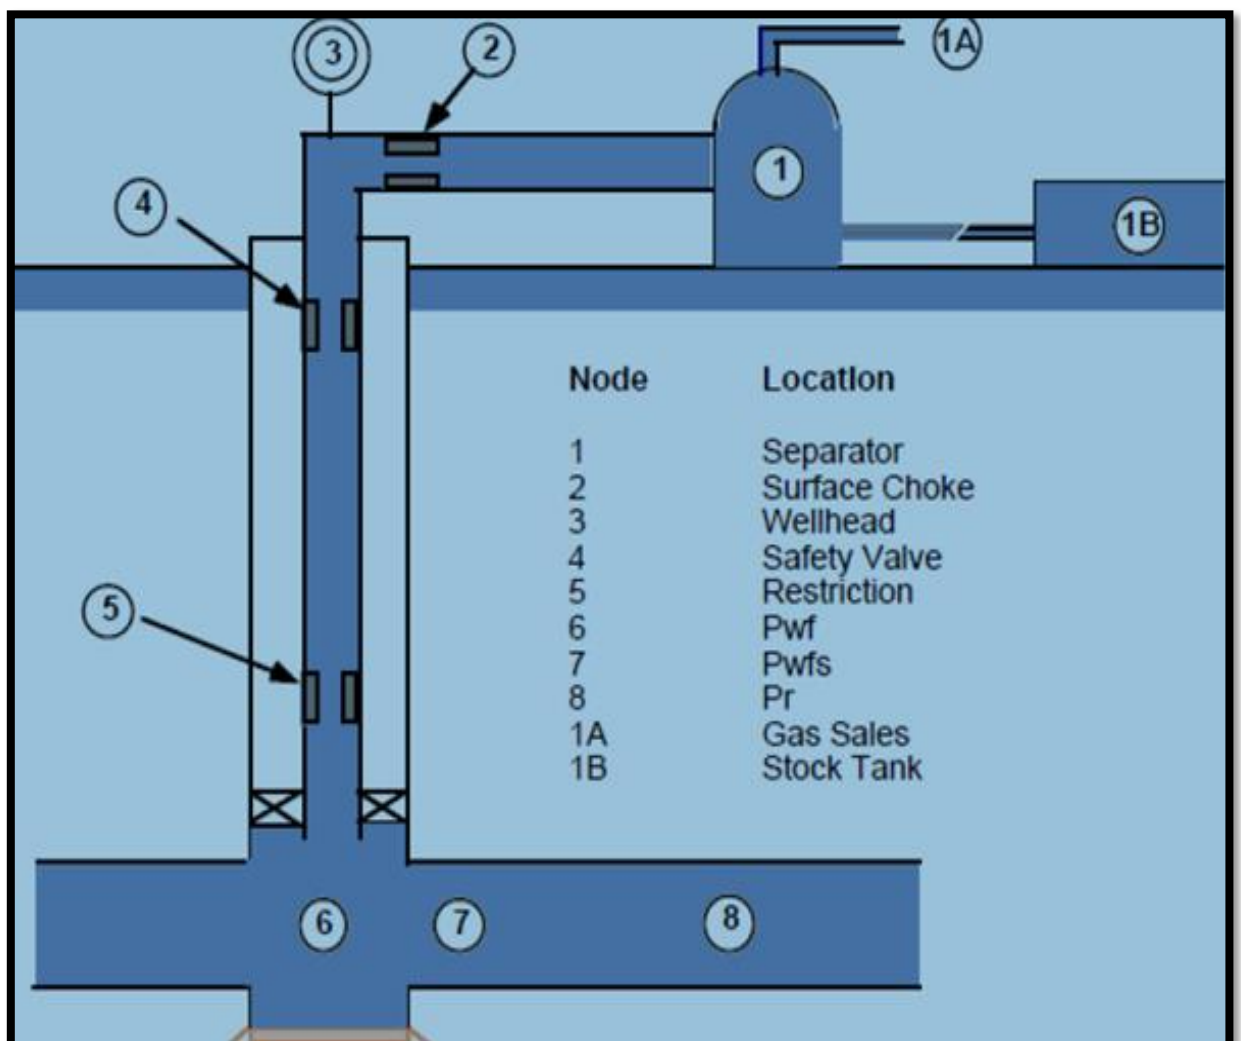 3
2
1A
4
1
1B
Node Location
1 Separator
2 Surface Choke
3 Wellhead
4 Safety Valve
5 Restriction
6 Pwf
7 Pwfs
8 Pr
1A Gas Sales
1B Stock Tank
5
6
7
8